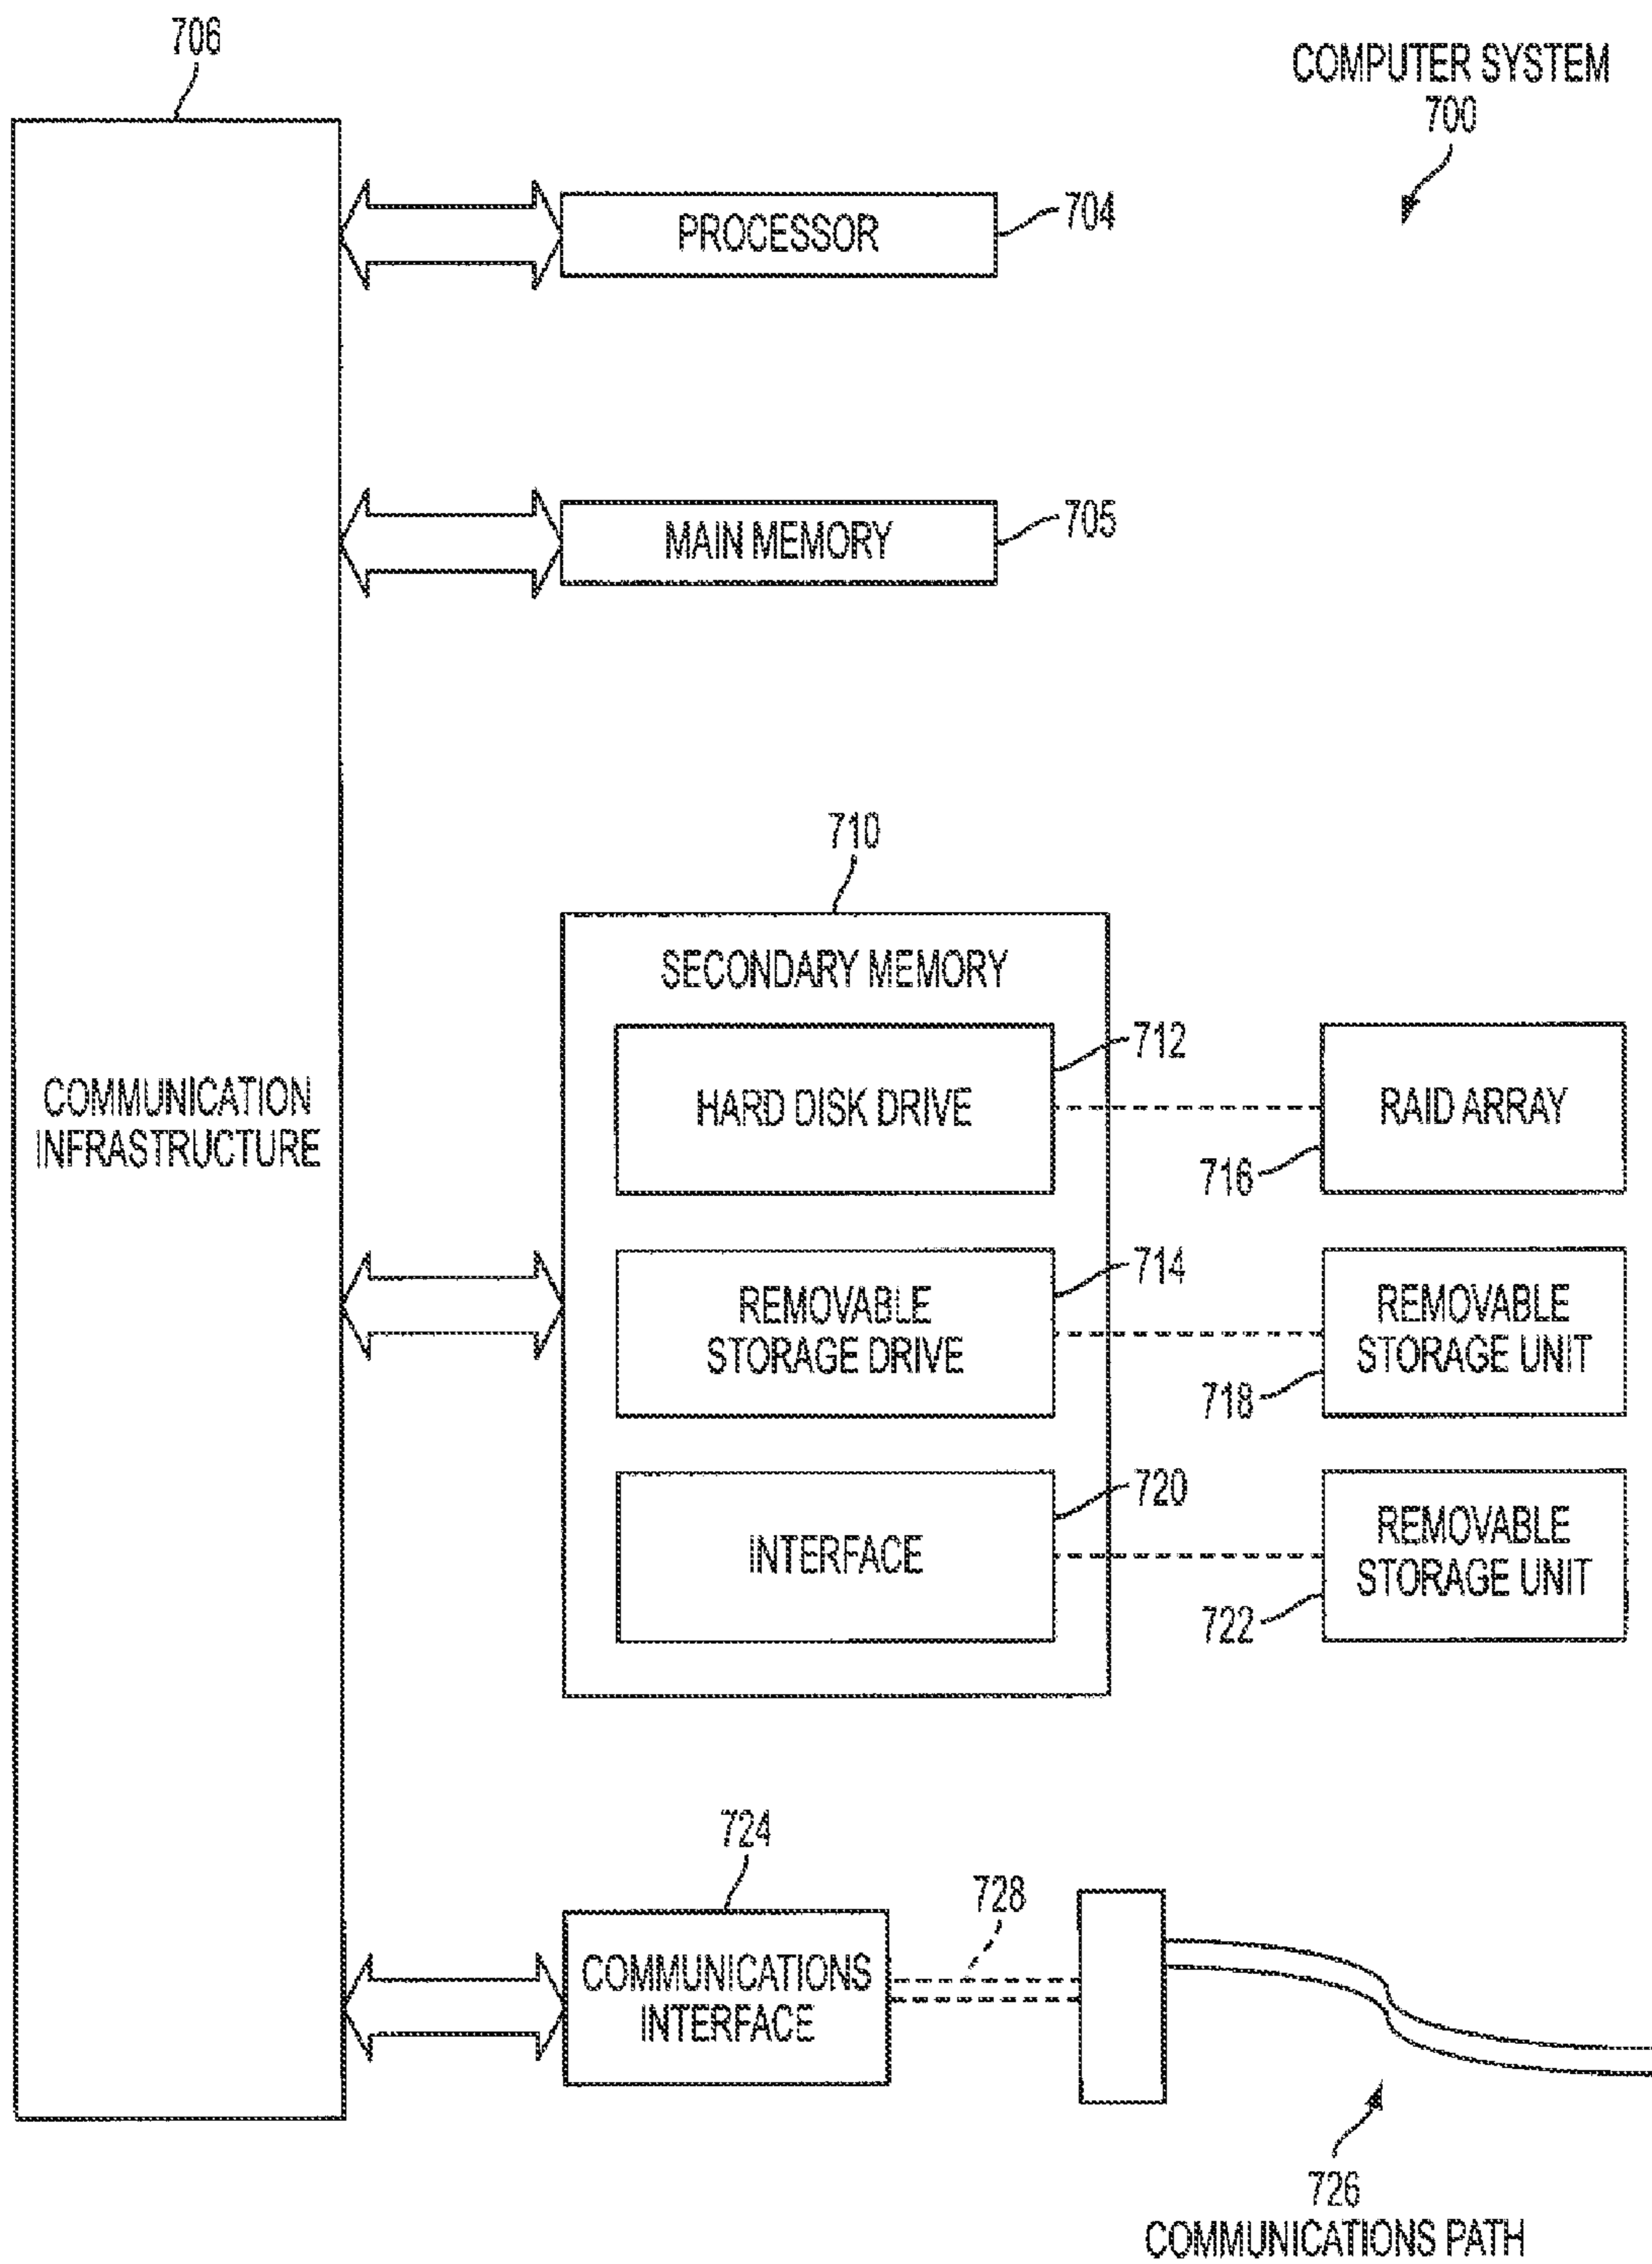 706
COMPUTER SYSTEM
700
PROCESSOR
704
MAIN MEMORY
705
710
SECONDARY MEMORY
712
HARD DISK DRIVE
RAID ARRAY
716
714
REMOVABLE
STORAGE DRIVE
REMOVABLE
STORAGE UNIT
718
720
INTERFACE
REMOVABLE
STORAGE UNIT
722
COMMUNICATION
INFRASTRUCTURE
724
COMMUNICATIONS
INTERFACE
728
726
COMMUNICATIONS PATH